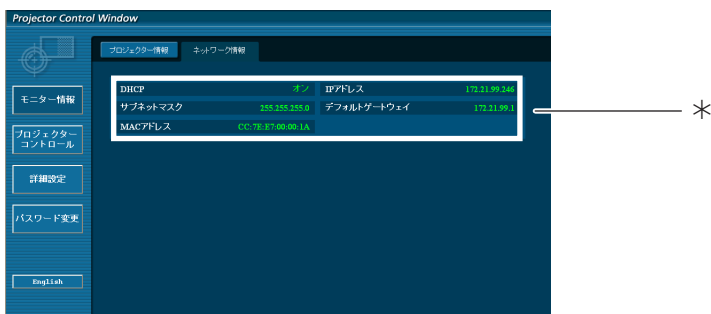 Projector Control Window
プロジェクター情報 ネットワーク情報
モニター情報
プロジェクター
コントロール
詳細設定
パスワード変更
English
DHCP オン IPアドレス 172.21.99.246
サブネットマスク 255.255.255.0 デフォルトゲートウェイ 172.21.99.1
MACアドレス CC:7E:E7:00:00:1A
＊